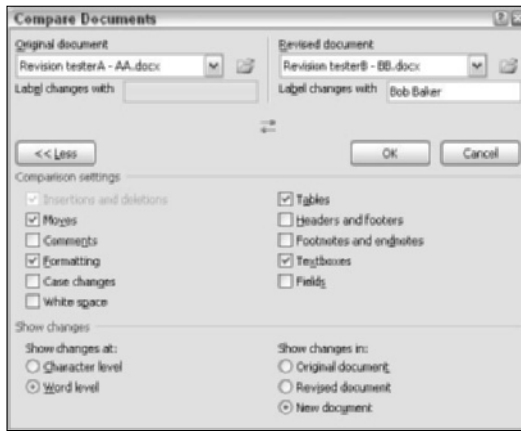 Compare Documents
Original document
Revision testerA - AA.docx
Label changes with
Revised document
Revision testerB - BB.docx
Label changes with Bob Baker
<< Less
OK
Cancel
Comparison settings
Insertions and deletions
Moves
Comments
Formatting
Case changes
White space
Tables
Headers and footers
Footnotes and endnotes
Textboxes
Fields
Show changes
Show changes at:
Character level
Word level
Show changes in:
Original document
Revised document
New document